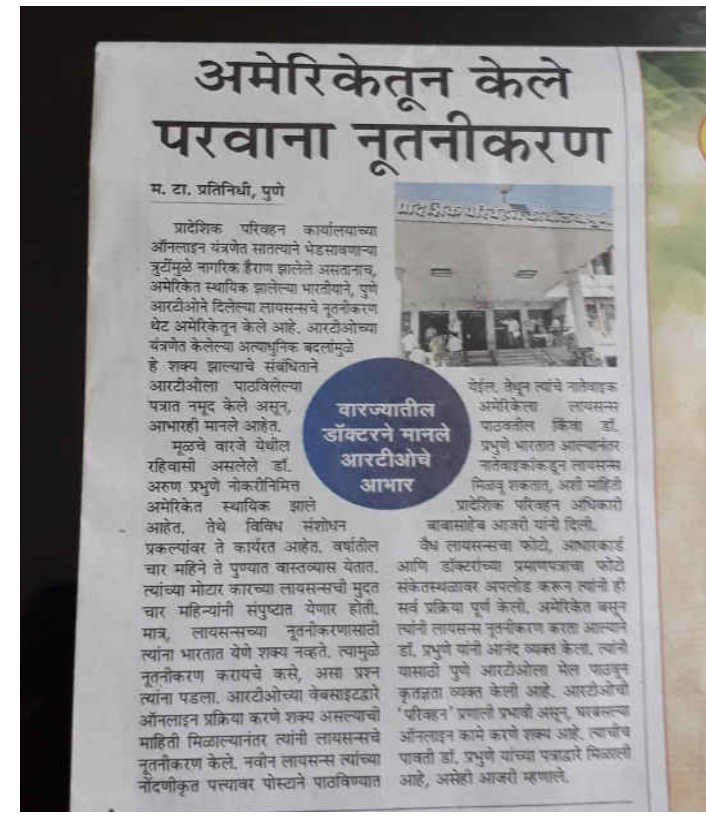 अमेरिकेतून केले
परवाना नूतनीकरण
म. टा. प्रतिनिधी, पुणे
प्रादेशिक परिवहन कार्यालयाच्या
ऑनलाइन यंत्रणेत सातत्याने भेडसावणाऱ्या
त्रुटींमुळे नागरिक हैराण झालेले असतानाच,
अमेरिकेत स्थायिक झालेल्या भारतीयाने, पुणे
आरटीओने दिलेल्या लायसन्सचे नूतनीकरण
थेट अमेरिकेतून केले आहे. आरटीओच्या
यंत्रणेत केलेल्या अत्याधुनिक बदलांमुळे
हे शक्य झाल्याचे संबंधिताने
आरटीओला पाठविलेल्या
पत्रात नमूद केले असून,
आभारही मानले आहेत.
मूळचे वारजे येथील
रहिवासी असलेले डॉ.
अरुण प्रभुणे नोकरीनिमित्त
अमेरिकेत स्थायिक झाले
आहेत. तेथे विविध संशोधन
प्रकल्पांवर ते कार्यरत आहेत. वर्षातील
चार महिने ते पुण्यात वास्तव्यास येतात.
त्यांच्या मोटार कारच्या लायसन्सची मुदत
चार महिन्यांनी संपुष्टात येणार होती.
मात्र, लायसन्सच्या नूतनीकरणासाठी
त्यांना भारतात येणे शक्य नव्हते. त्यामुळे
नूतनीकरण करायचे कसे, असा प्रश्न
त्यांना पडला. आरटीओच्या वेबसाइटद्वारे
ऑनलाइन प्रक्रिया करणे शक्य असल्याची
माहिती मिळाल्यानंतर त्यांनी लायसन्सचे
नूतनीकरण केले. नवीन लायसन्स त्यांच्या
नोंदणीकृत पत्त्यावर पोस्टाने पाठविण्यात
प्रादेशिक परिवहन कार्यालय पुणे
वारज्यातील
डॉक्टरने मानले
आरटीओचे
आभार
येईल. तेथून त्यांचे नातेवाइक
अमेरिकेला लायसन्स
पाठवतील किंवा डॉ.
प्रभुणे भारतात आल्यानंतर
नातेवाइकांकडून लायसन्स
मिळवू शकतात, अशी माहिती
प्रादेशिक परिवहन अधिकारी
बाबासाहेब आजरी यांनी दिली.
वैध लायसन्सचा फोटो, आधारकार्ड
आणि डॉक्टरांच्या प्रमाणपत्राचा फोटो
संकेतस्थळावर अपलोड करून त्यांनी ही
सर्व प्रक्रिया पूर्ण केली. अमेरिकेत बसून
त्यांनी लायसन्स नूतनीकरण करता आल्याने
डॉ. प्रभुणे यांनी आनंद व्यक्त केला. त्यांनी
यासाठी पुणे आरटीओला मेल पाठवून
कृतज्ञता व्यक्त केली आहे. आरटीओची
'परिवहन' प्रणाली प्रभावी असून, घरबसल्या
ऑनलाइन कामे करणे शक्य आहे. त्याचीच
पावती डॉ. प्रभुणे यांच्या पत्राद्वारे मिळाली
आहे, असेही आजरी म्हणाले.